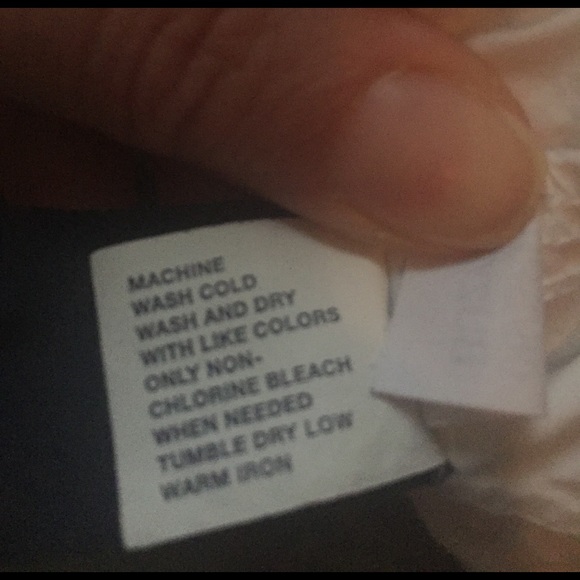 MACHINE
WASH COLD
WASH AND DRY
WITH LIKE COLORS
ONLY NON-
CHLORINE BLEACH
WHEN NEEDED
TUMBLE DRY LOW
WARM IRON